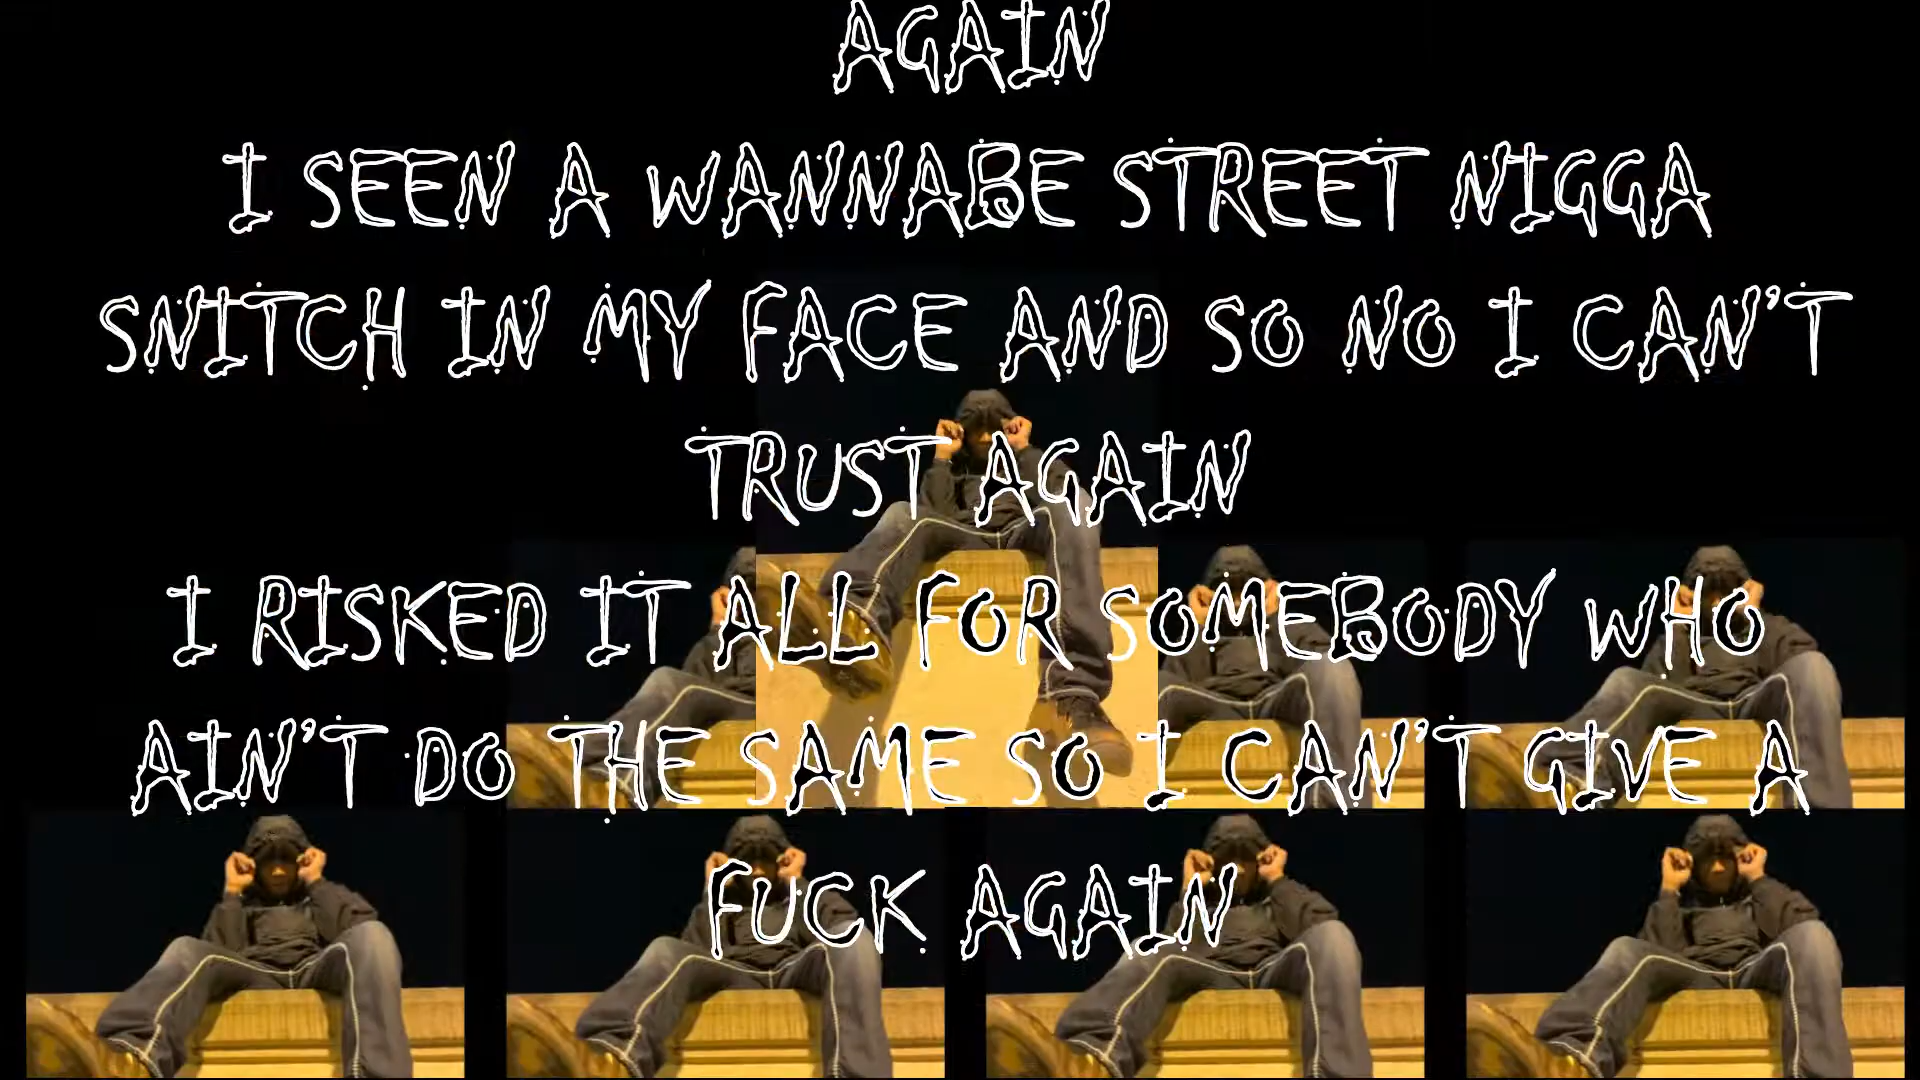 AGAIN
I SEEN A WANNABE STREET NIGGA
SNITCH IN MY FACE AND SO NO I CAN'T
TRUST AGAIN
I RISKED IT ALL FOR SOMEBODY WHO
AIN'T DO THE SAME SO I CAN'T GIVE A
FUCK AGAIN